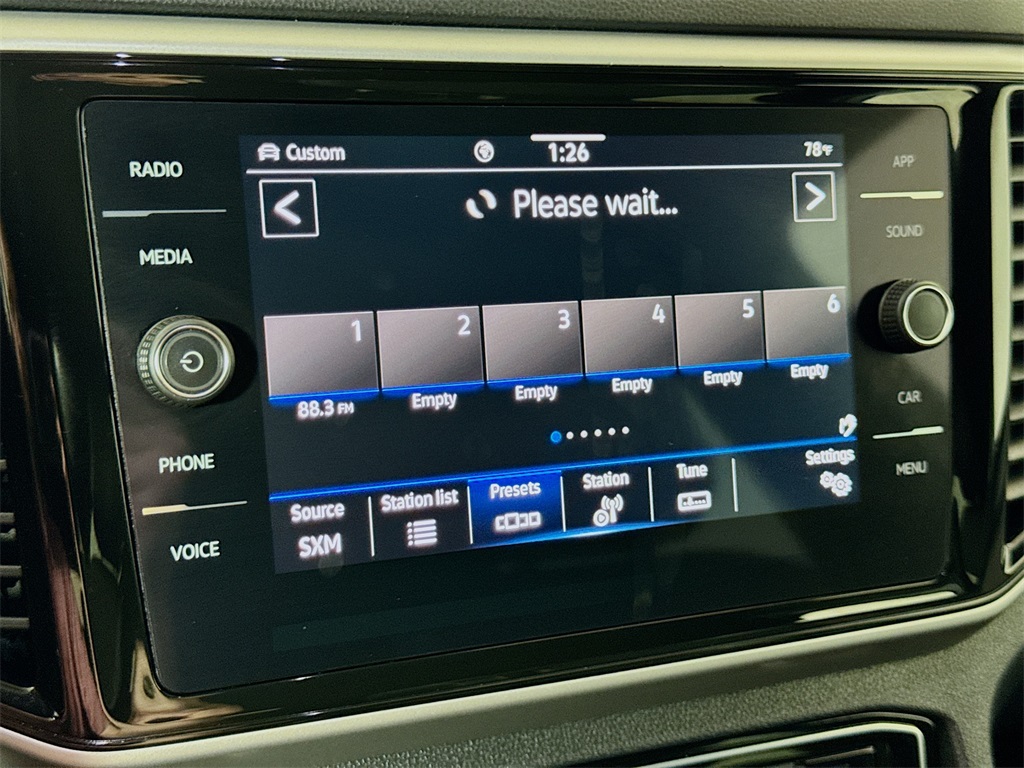 RADIO
MEDIA
PHONE
VOICE
Custom
1:26
78°F
Please wait...
1
2
3
4
5
6
88.3 FM
Empty
Empty
Empty
Empty
Empty
Source
SXM
Station list
Presets
Station
Tune
Settings
APP
SOUND
CAR
MENU